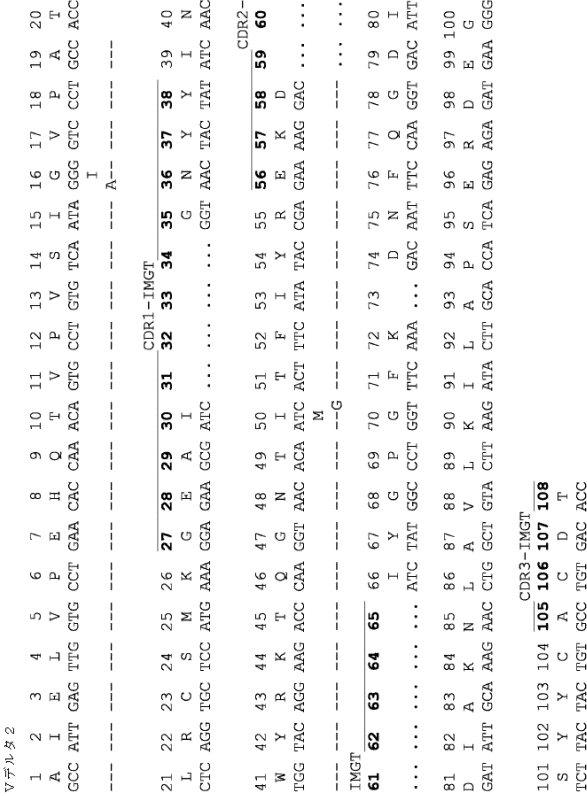 Vデルタ2
1 2 3 4 5 6 7 8 9 10 11 12 13 14 15 16 17 18 19 20
A I E L V P E H Q T V P V S I G V P A T
GCC ATT GAG TTG GTG CCT GAA CAC CAA ACA GTG CCT GTG TCA ATA GGG GTC CCT GCC ACC
I
--- --- --- --- --- --- --- --- --- --- --- --- --- --- --- A-- --- ---
CDR1-IMGT
21 22 23 24 25 26 27 28 29 30 31 32 33 34 35 36 37 38 39 40
L R C S M K G E A I G N Y Y I N
CTC AGG TGC TCC ATG AAA GGA GAA GCG ATC ... ... ... ... GGT AAC TAC TAT ATC AAC
CDR2-
41 42 43 44 45 46 47 48 49 50 51 52 53 54 55 56 57 58 59 60
W Y R K T Q G N T I T F I Y R E K D
TGG TAC AGG AAG ACC CAA GGT AAC ACA ATC ACT TTC ATA TAC CGA GAA AAG GAC ... ...
M
--- --- --- --- --- --- --- --- --- --G --- --- --- --- --- --- --- --- ... ...
IMGT
61 62 63 64 65 66 67 68 69 70 71 72 73 74 75 76 77 78 79 80
I Y G P G F K D N F Q G D I
... ... ... ... ... ATC TAT GGC CCT GGT TTC AAA ... GAC AAT TTC CAA GGT GAC ATT
81 82 83 84 85 86 87 88 89 90 91 92 93 94 95 96 97 98 99 100
D I A K N L A V L K I L A P S E R D E G
GAT ATT GCA AAG AAC CTG GCT GTA CTT AAG ATA CTT GCA CCA TCA GAG AGA GAT GAA GGG
CDR3-IMGT
101 102 103 104 105 106 107 108
S Y Y C A C D T
TCT TAC TAC TGT GCC TGT GAC ACC